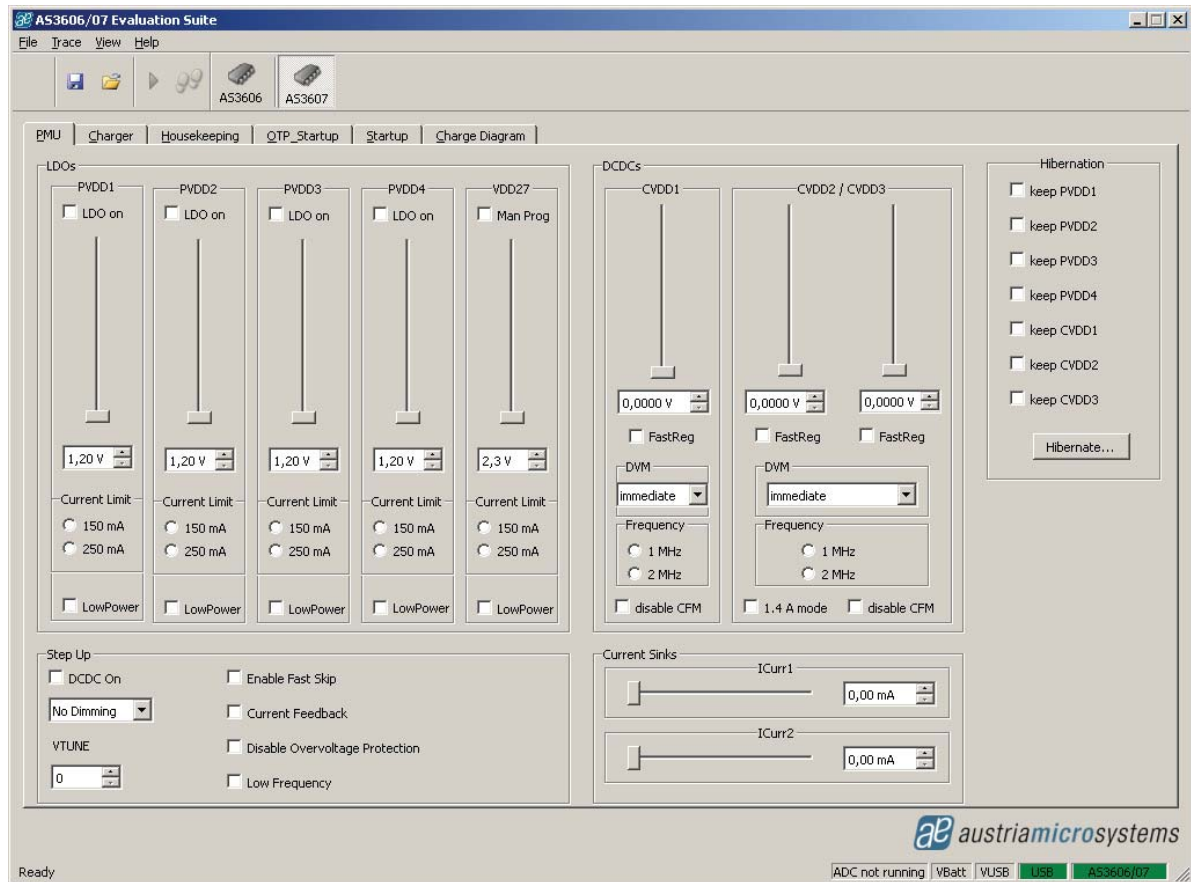 AS3606/07 Evaluation Suite
File Trace View Help
AS3606 AS3607
PMU Charger Housekeeping OTP_Startup Startup Charge Diagram
LDOs
PVDD1 PVDD2 PVDD3 PVDD4 VDD27
LDO on LDO on LDO on LDO on Man Prog
1,20 V 1,20 V 1,20 V 1,20 V 2,3 V
Current Limit Current Limit Current Limit Current Limit Current Limit
150 mA 150 mA 150 mA 150 mA 150 mA
250 mA 250 mA 250 mA 250 mA 250 mA
LowPower LowPower LowPower LowPower LowPower
DCDCs
CVDD1 CVDD2 / CVDD3
0,0000 V 0,0000 V 0,0000 V
FastReg FastReg FastReg
DVM DVM
immediate immediate
Frequency Frequency
1 MHz 1 MHz
2 MHz 2 MHz
disable CFM 1.4 A mode disable CFM
Hibernation
keep PVDD1
keep PVDD2
keep PVDD3
keep PVDD4
keep CVDD1
keep CVDD2
keep CVDD3
Hibernate...
Step Up
DCDC On Enable Fast Skip
No Dimming Current Feedback
VTUNE Disable Overvoltage Protection
0 Low Frequency
Current Sinks
ICurr1
0,00 mA
ICurr2
0,00 mA
ae austriamicrosystems
Ready ADC not running VBatt VUSB USB AS3606/07